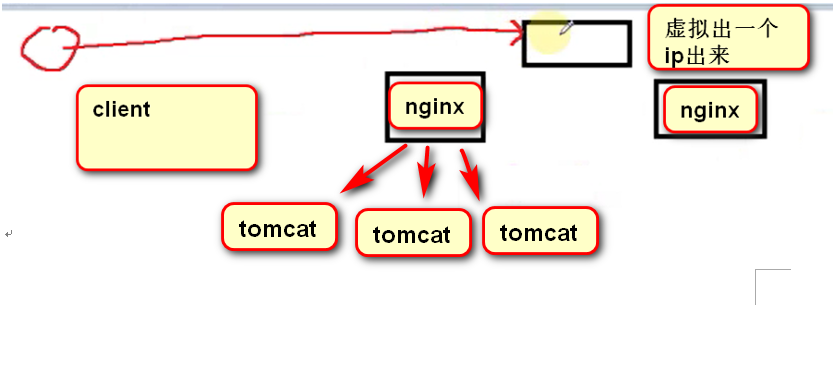 虚拟出一个
ip出来
client
nginx
nginx
tomcat
tomcat
tomcat